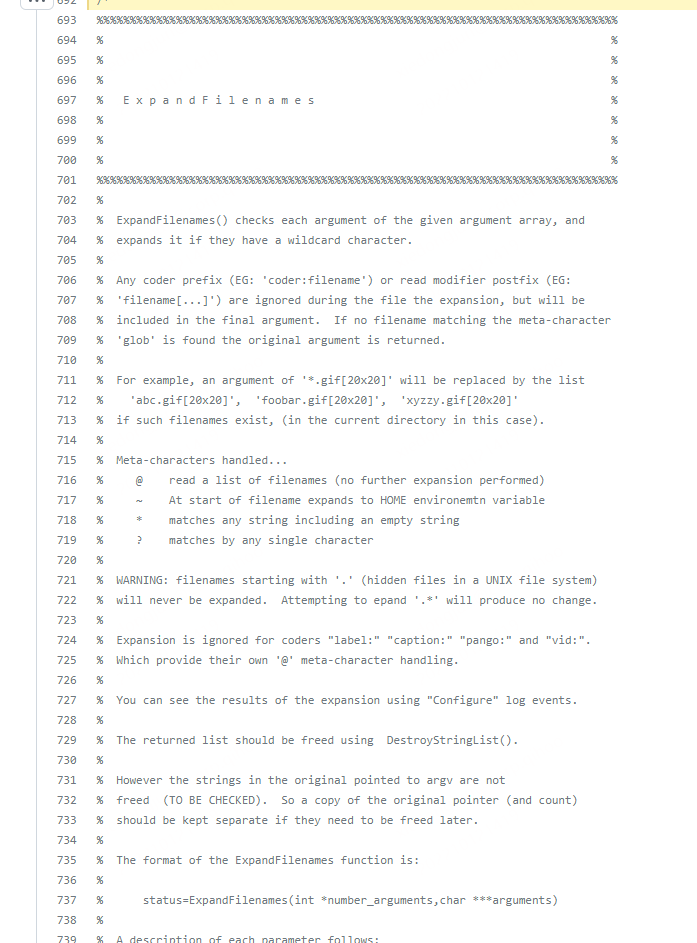 692 /*
693 %%%%%%%%%%%%%%%%%%%%%%%%%%%%%%%%%%%%%%%%%%%%%%%%%%%%%%%%%%%%%%%%%%%%%%%%%%%%%%%
694 % %
695 % %
696 % %
697 % E x p a n d F i l e n a m e s %
698 % %
699 % %
700 % %
701 %%%%%%%%%%%%%%%%%%%%%%%%%%%%%%%%%%%%%%%%%%%%%%%%%%%%%%%%%%%%%%%%%%%%%%%%%%%%%%%
702 %
703 % ExpandFilenames() checks each argument of the given argument array, and
704 % expands it if they have a wildcard character.
705 %
706 % Any coder prefix (EG: 'coder:filename') or read modifier postfix (EG:
707 % 'filename[...]') are ignored during the file the expansion, but will be
708 % included in the final argument.  If no filename matching the meta-character
709 % 'glob' is found the original argument is returned.
710 %
711 % For example, an argument of '*.gif[20x20]' will be replaced by the list
712 %   'abc.gif[20x20]',  'foobar.gif[20x20]',  'xyzzy.gif[20x20]'
713 % if such filenames exist, (in the current directory in this case).
714 %
715 % Meta-characters handled...
716 %    @    read a list of filenames (no further expansion performed)
717 %    ~    At start of filename expands to HOME environemtn variable
718 %    *    matches any string including an empty string
719 %    ?    matches by any single character
720 %
721 % WARNING: filenames starting with '.' (hidden files in a UNIX file system)
722 % will never be expanded.  Attempting to epand '.*' will produce no change.
723 %
724 % Expansion is ignored for coders "label:" "caption:" "pango:" and "vid:".
725 % Which provide their own '@' meta-character handling.
726 %
727 % You can see the results of the expansion using "Configure" log events.
728 %
729 % The returned list should be freed using  DestroyStringList().
730 %
731 % However the strings in the original pointed to argv are not
732 % freed  (TO BE CHECKED).  So a copy of the original pointer (and count)
733 % should be kept separate if they need to be freed later.
734 %
735 % The format of the ExpandFilenames function is:
736 %
737 %     status=ExpandFilenames(int *number_arguments,char ***arguments)
738 %
739 % A description of each parameter follows: